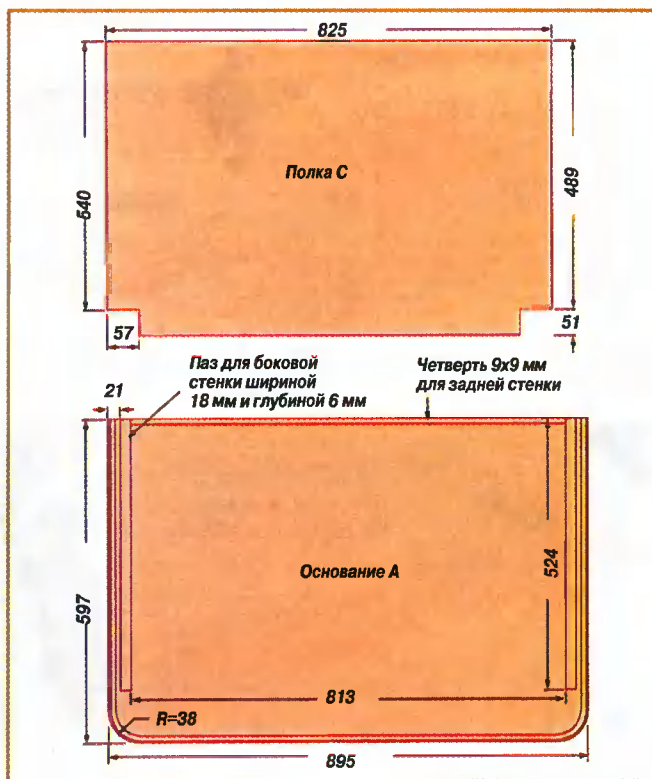 825
540
Полка С
489
57
51
Паз для боковой
стенки шириной
18 мм и глубиной 6 мм
Четверть 9х9 мм
для задней стенки
21
597
Основание А
524
813
R=38
895